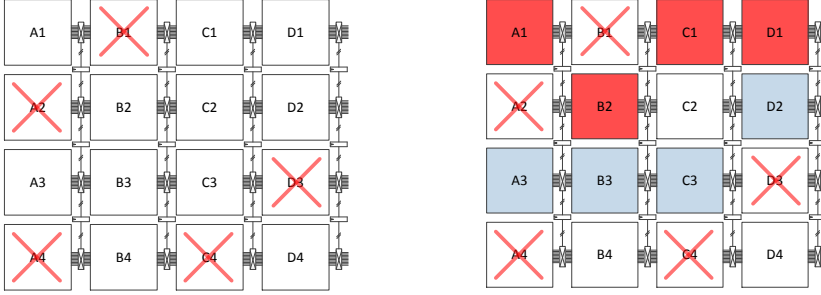 A1 B1 C1 D1
A2 B2 C2 D2
A3 B3 C3 D3
A4 B4 C4 D4
A1 B1 C1 D1
A2 B2 C2 D2
A3 B3 C3 D3
A4 B4 C4 D4